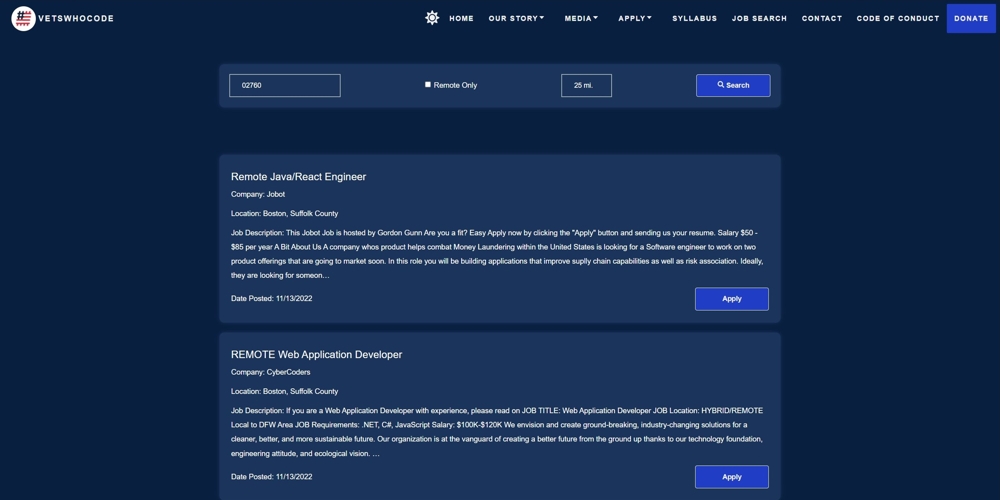 VETSWHOCODE
HOME OUR STORY MEDIA APPLY SYLLABUS JOB SEARCH CONTACT CODE OF CONDUCT DONATE
02760 Remote Only 25 mi. Search
Remote Java/React Engineer
Company: Jobot
Location: Boston, Suffolk County
Job Description: This Jobot Job is hosted by Gordon Gunn Are you a fit? Easy Apply now by clicking the "Apply" button and sending us your resume. Salary $50 -
$85 per year A Bit About Us A company whos product helps combat Money Laundering within the United States is looking for a Software engineer to work on two
product offerings that are going to market soon. In this role you will be building applications that improve suplly chain capabilities as well as risk association. Ideally,
they are looking for someon…
Date Posted: 11/13/2022 Apply
REMOTE Web Application Developer
Company: CyberCoders
Location: Boston, Suffolk County
Job Description: If you are a Web Application Developer with experience, please read on JOB TITLE: Web Application Developer JOB Location: HYBRID/REMOTE
Local to DFW Area JOB Requirements: .NET, C#, JavaScript Salary: $100K-$120K We envision and create ground-breaking, industry-changing solutions for a
cleaner, better, and more sustainable future. Our organization is at the vanguard of creating a better future from the ground up thanks to our technology foundation,
engineering attitude, and ecological vision. …
Date Posted: 11/13/2022 Apply